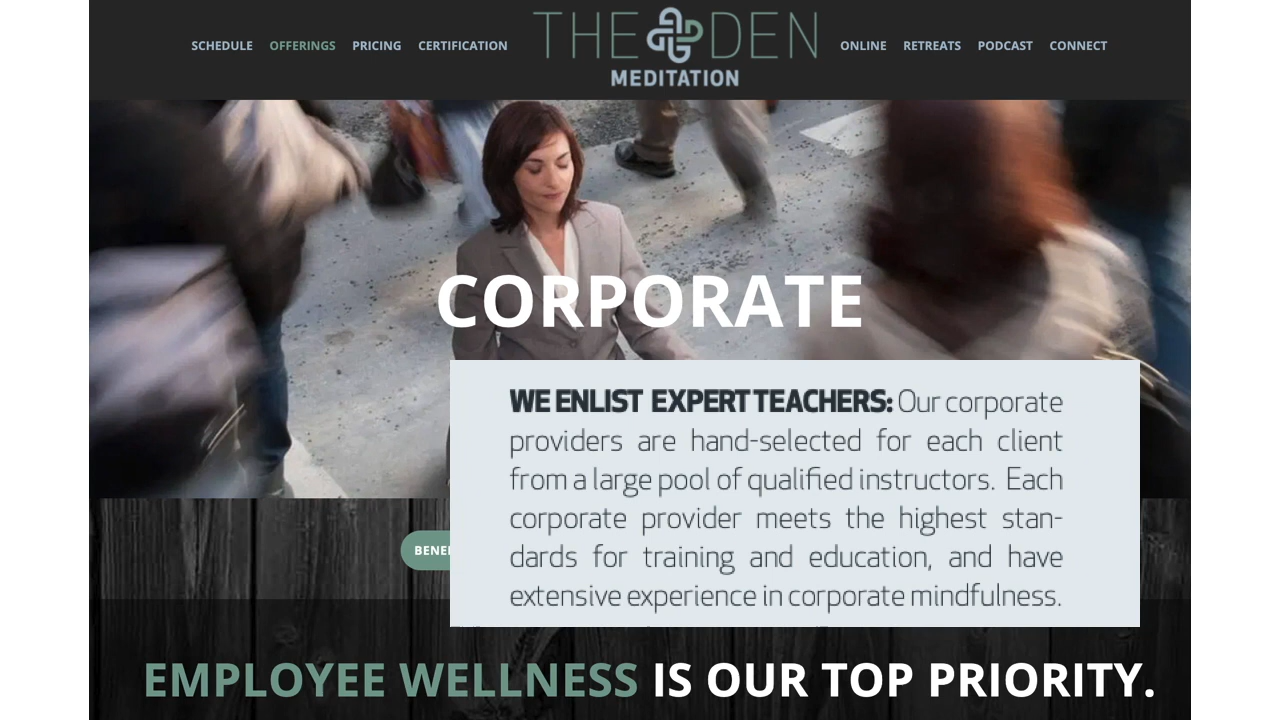 SCHEDULE OFFERINGS PRICING CERTIFICATION THE DEN ONLINE RETREATS PODCAST CONNECT
MEDITATION
CORPORATE
WE ENLIST EXPERT TEACHERS: Our corporate
providers are hand-selected for each client
from a large pool of qualified instructors. Each
corporate provider meets the highest stan-
dards for training and education, and have
extensive experience in corporate mindfulness.
EMPLOYEE WELLNESS IS OUR TOP PRIORITY.